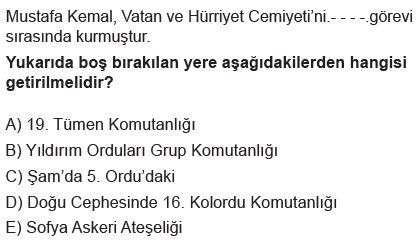 Mustafa Kemal, Vatan ve Hürriyet Cemiyeti’ni.- - - -.görevi
sırasında kurmuştur.
Yukarıda boş bırakılan yere aşağıdakilerden hangisi
getirilmelidir?
A) 19. Tümen Komutanlığı
B) Yıldırım Orduları Grup Komutanlığı
C) Şam’da 5. Ordu’daki
D) Doğu Cephesinde 16. Kolordu Komutanlığı
E) Sofya Askeri Ateşeliği